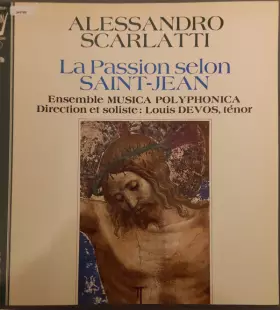 ALESSANDRO
SCARLATTI
La Passion selon
SAINT-JEAN
Ensemble MUSICA POLYPHONICA
Direction et soliste: Louis DEVOS, ténor